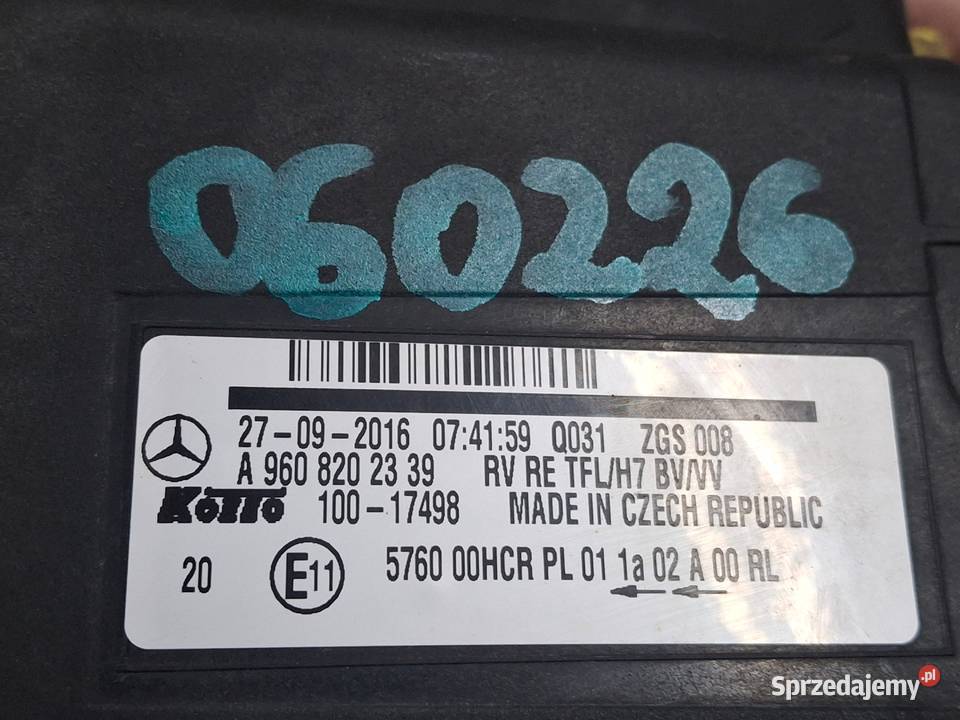 060226
27-09-2016 07:41:59 Q031 ZGS 008
A 960 820 23 39 RV RE TFL/H7 BV/VV
100-17498 MADE IN CZECH REPUBLIC
20 E11 5760 00HCR PL 01 1a 02 A 00 RL
Sprzedajemy.pl